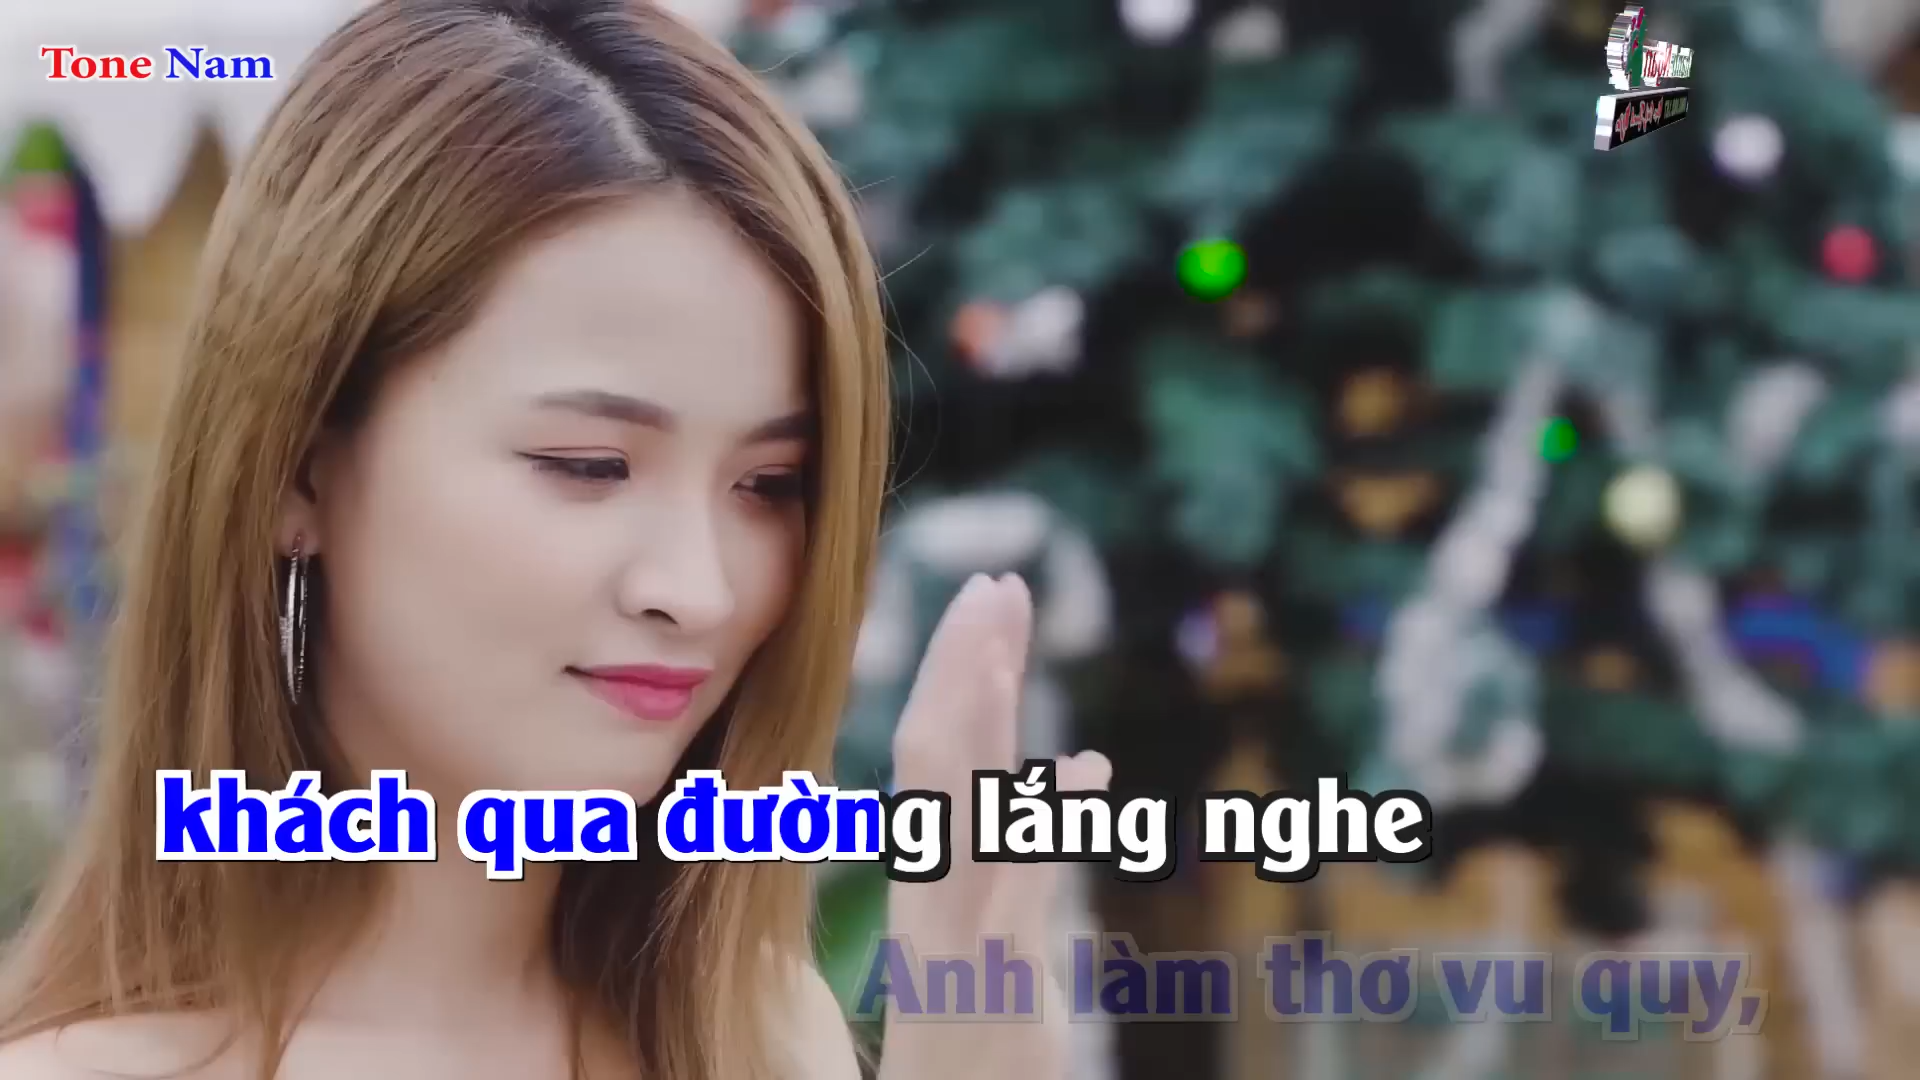 Tone Nam
khách qua đường lắng nghe
Anh làm thơ vu quy,